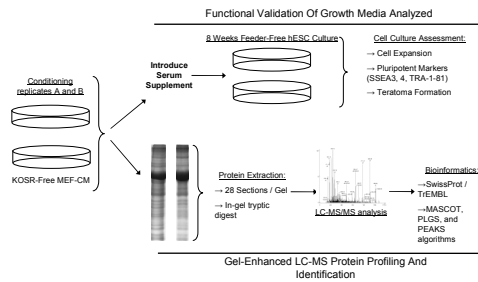 Functional Validation Of Growth Media Analyzed
8 Weeks Feeder-Free hESC Culture
Cell Culture Assessment:
→ Cell Expansion
→ Pluripotent Markers
(SSEA3, 4, TRA-1-81)
→ Teratoma Formation
Introduce
Serum
Supplement
Conditioning
replicates A and B
KOSR-Free MEF-CM
Protein Extraction:
→ 28 Sections / Gel
→ In-gel tryptic
digest
LC-MS/MS analysis
Bioinformatics:
→SwissProt /
TrEMBL
→MASCOT,
PLGS, and
PEAKS
algorithms
Gel-Enhanced LC-MS Protein Profiling And
Identification